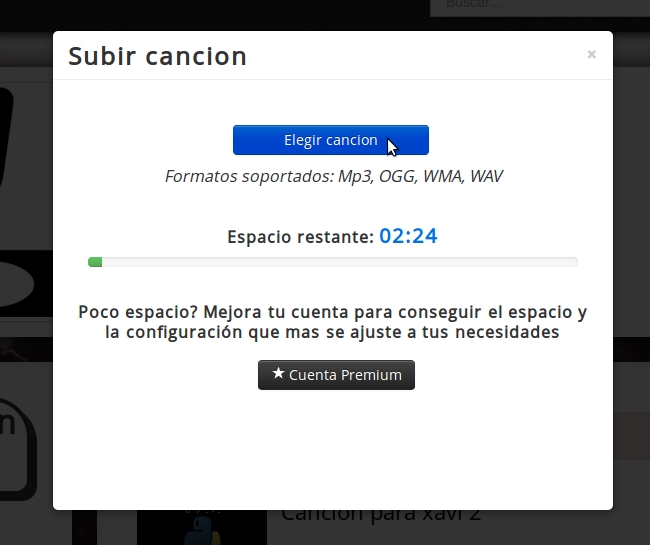 Buscar...
Subir cancion
×
Elegir cancion
Formatos soportados: Mp3, OGG, WMA, WAV
Espacio restante: 02:24
Poco espacio? Mejora tu cuenta para conseguir el espacio y
la configuración que mas se ajuste a tus necesidades
★ Cuenta Premium
n
Cancion para xavi 2